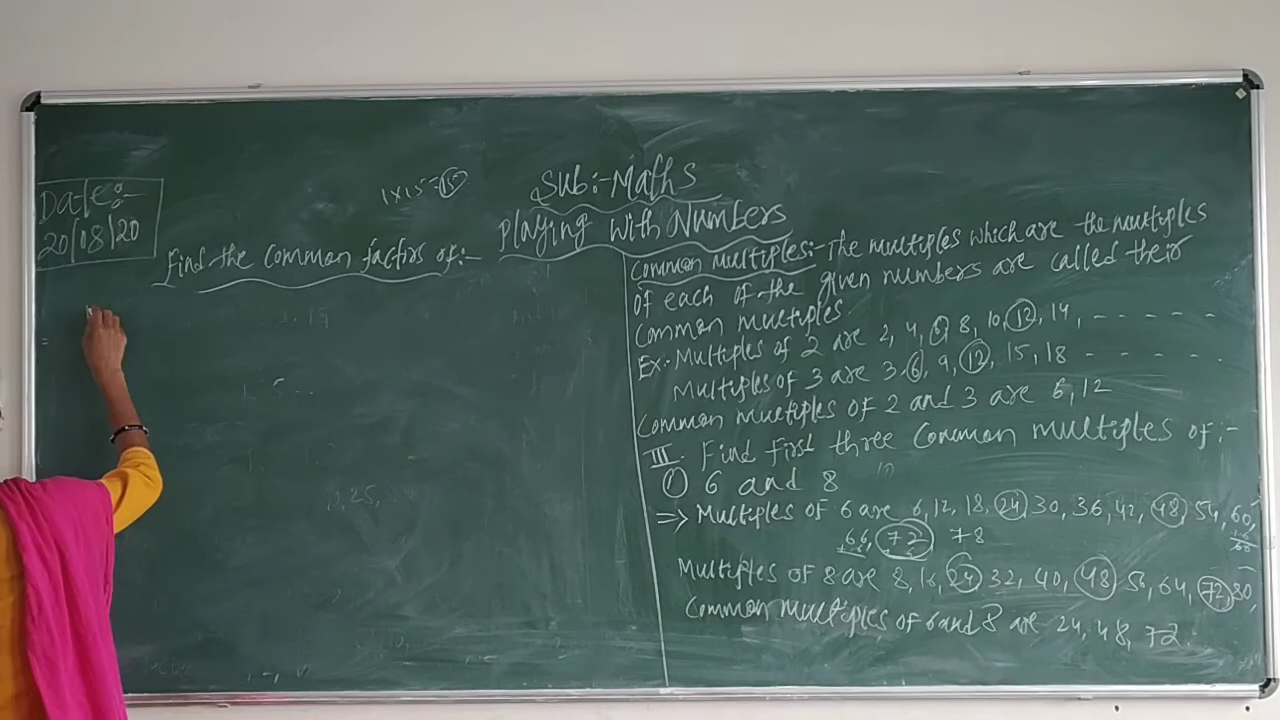 Date:-
20/08/20
1×15=15
Sub:-Maths
Playing With Numbers
Find the common factirs of:-
Common multiples:-The multiples which are the multiples
of each of the given numbers are called their
Common multiples.
Ex:-Multiples of 2 are 2, 4, 6, 8, 10, 12, 14, - - - - -
Multiples of 3 are 3, 6, 9, 12, 15, 18 - - - - -
Common multiples of 2 and 3 are 6, 12
III. Find first three Common multiples of:-
① 6 and 8
=> Multiples of 6 are 6, 12, 18, 24, 30, 36, 42, 48, 54, 60,
66, 72, 78
Multiples of 8 are 8, 16, 24, 32, 40, 48, 56, 64, 72, 80,
Common multiples of 6 and 8 are 24, 48, 72.